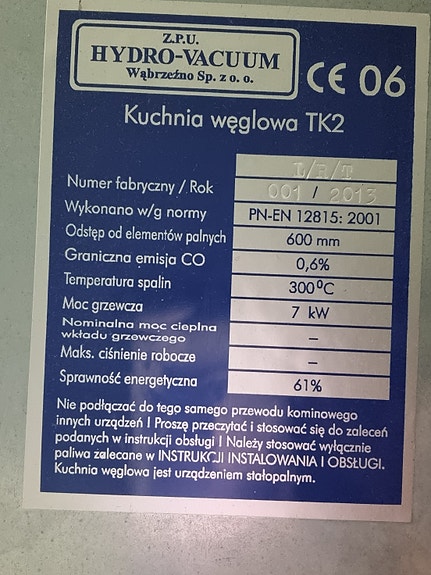 Z.P.U.
HYDRO-VACUUM
Wąbrzeźno Sp. z o. o.
CE 06
Kuchnia węglowa TK2
L/R/T
Numer fabryczny / Rok 001 / 2013
Wykonano w/g normy PN-EN 12815: 2001
Odstęp od elementów palnych 600 mm
Graniczna emisja CO 0,6%
Temperatura spalin 300°C
Moc grzewcza 7 kW
Nominalna moc cieplna
wkładu grzewczego –
Maks. ciśnienie robocze –
Sprawność energetyczna 61%
Nie podłączać do tego samego przewodu kominowego
innych urządzeń ! Proszę przeczytać i stosować się do zaleceń
podanych w instrukcji obsługi ! Należy stosować wyłącznie
paliwa zalecane w INSTRUKCJI INSTALOWANIA I OBSŁUGI.
Kuchnia węglowa jest urządzeniem stałopalnym.